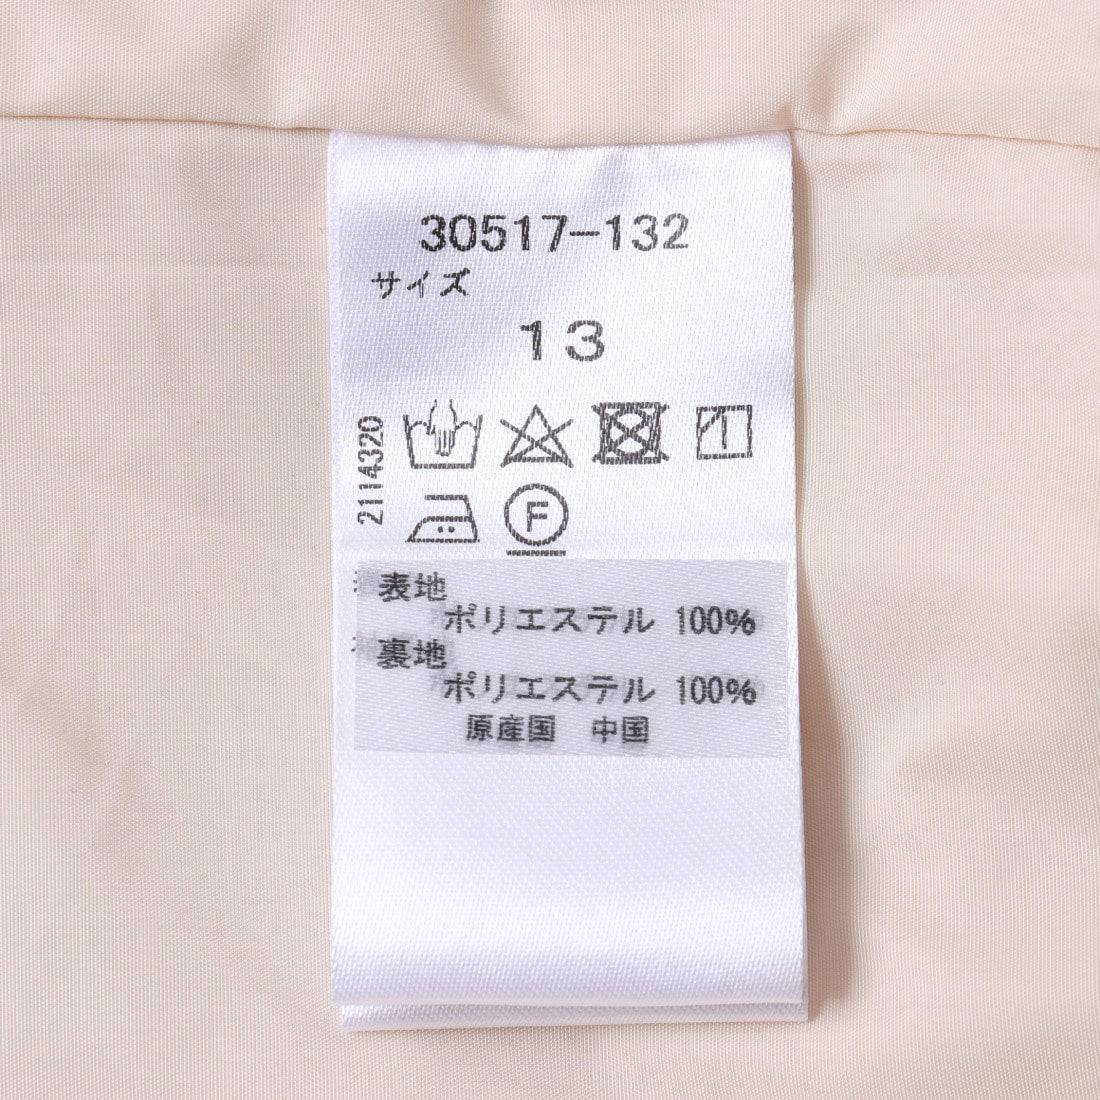 30517-132
サイズ
13
2114320
F
表地
ポリエステル 100%
裏地
ポリエステル 100%
原産国 中国